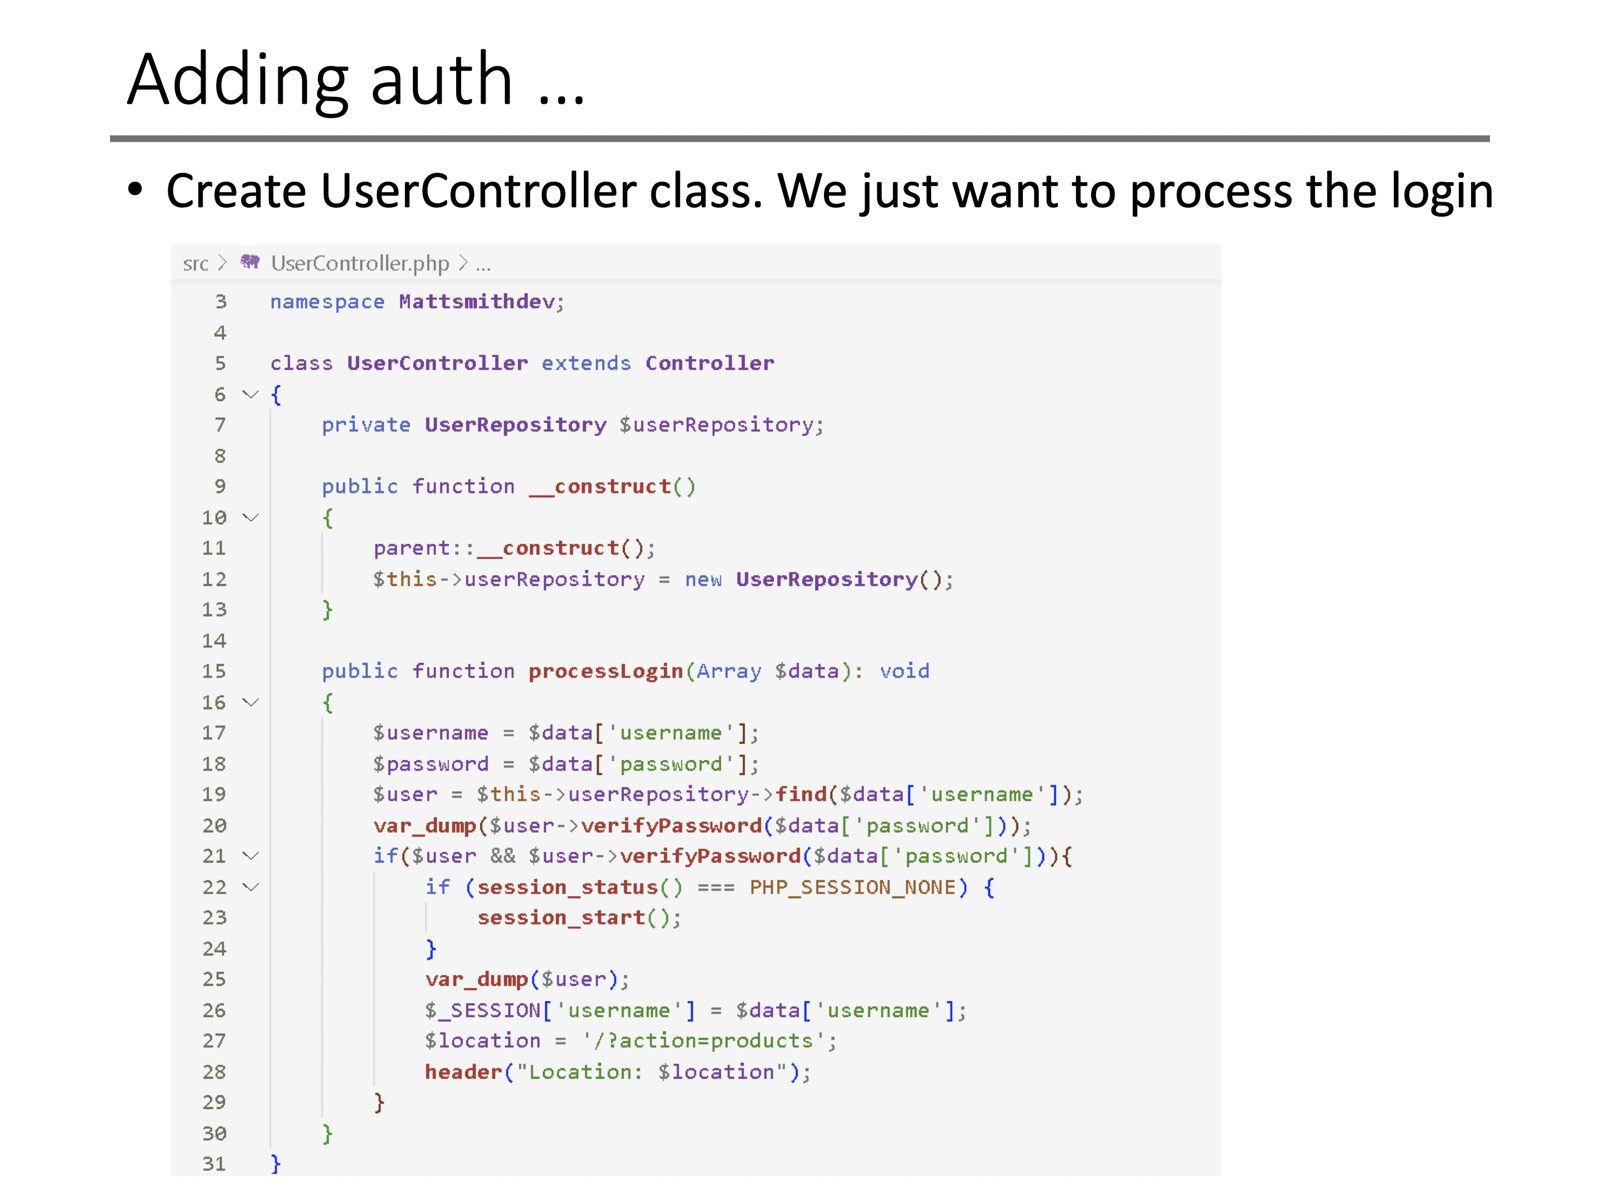 Adding auth ...
• Create UserController class. We just want to process the login
src > UserController.php > ...
3 namespace Mattsmithdev;
4
5 class UserController extends Controller
6 {
7 private UserRepository $userRepository;
8
9 public function __construct()
10 {
11 parent::__construct();
12 $this->userRepository = new UserRepository();
13 }
14
15 public function processLogin(Array $data): void
16 {
17 $username = $data['username'];
18 $password = $data['password'];
19 $user = $this->userRepository->find($data['username']);
20 var_dump($user->verifyPassword($data['password']));
21 if($user && $user->verifyPassword($data['password'])){
22 if (session_status() === PHP_SESSION_NONE) {
23 session_start();
24 }
25 var_dump($user);
26 $_SESSION['username'] = $data['username'];
27 $location = '/?action=products';
28 header("Location: $location");
29 }
30 }
31 }